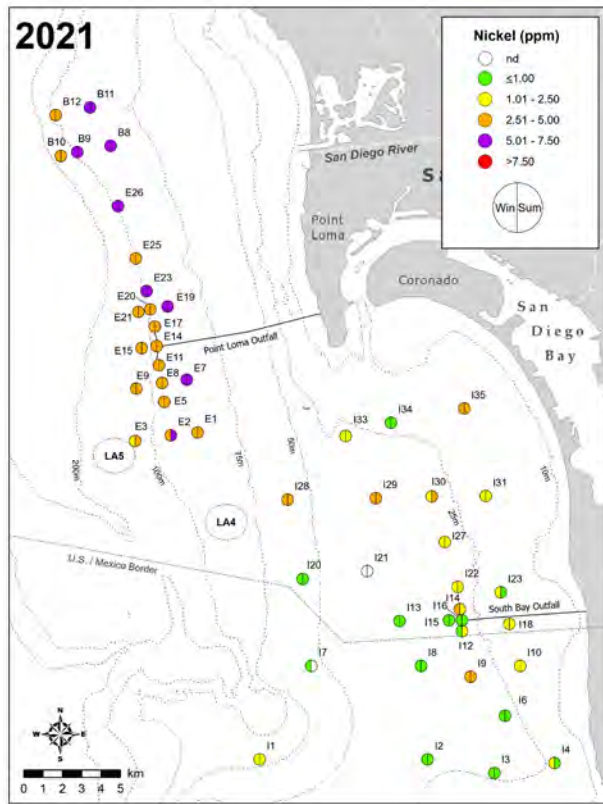 2021
Nickel (ppm)
nd
≤1.00
1.01 - 2.50
2.51 - 5.00
5.01 - 7.50
>7.50
Win Sum
B11
B12
B8
B9
B10
San Diego River
S
Point
Loma
E26
Coronado
E25
San
Diego
Bay
E23
E20
E19
E21
E17
E14
Point Loma Outfall
E15
E11
E8
E7
E9
E5
E3
E2
E1
I34
I35
I33
LA5
200m
100m
75m
50m
10m
I28
I29
I30
I31
LA4
25m
I27
U.S. / Mexico Border
I20
I21
I22
I23
I14
I16
I13
South Bay Outfall
I15
I18
I12
I7
I8
I9
I10
I6
N
W E
S
I1
I2
I3
I4
0 1 2 3 4 5
km